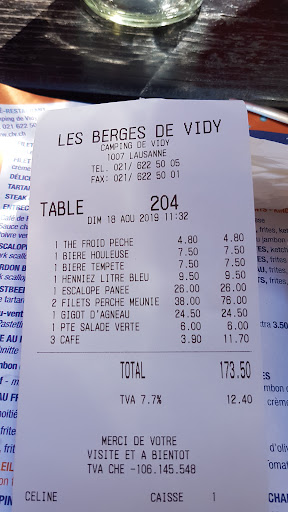 LES BERGES DE VIDY
CAMPING DE VIDY
1007 LAUSANNE
TEL. 021/ 622 50 05
FAX: 021/ 622 50 01
TABLE 204
DIM 18 AOU 2019 11:32
1 THE FROID PECHE 4.80 4.80
1 BIERE HOULEUSE 7.50 7.50
1 BIERE TEMPETE 7.50 7.50
1 HENNIEZ LITRE BLEU 9.50 9.50
1 ESCALOPE PANEE 26.00 26.00
2 FILETS PERCHE MEUNIE 38.00 76.00
1 GIGOT D'AGNEAU 24.50 24.50
1 PTE SALADE VERTE 6.00 6.00
3 CAFE 3.90 11.70
TOTAL 173.50
TVA 7.7% 12.40
MERCI DE VOTRE
VISITE ET A BIENTOT
TVA CHE -106.145.548
CELINE CAISSE 1